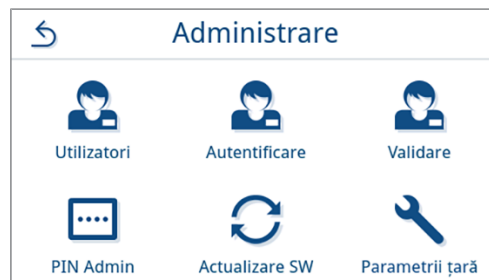 Administrare
Utilizatori Autentificare Validare
PIN Admin Actualizare SW Parametrii țară